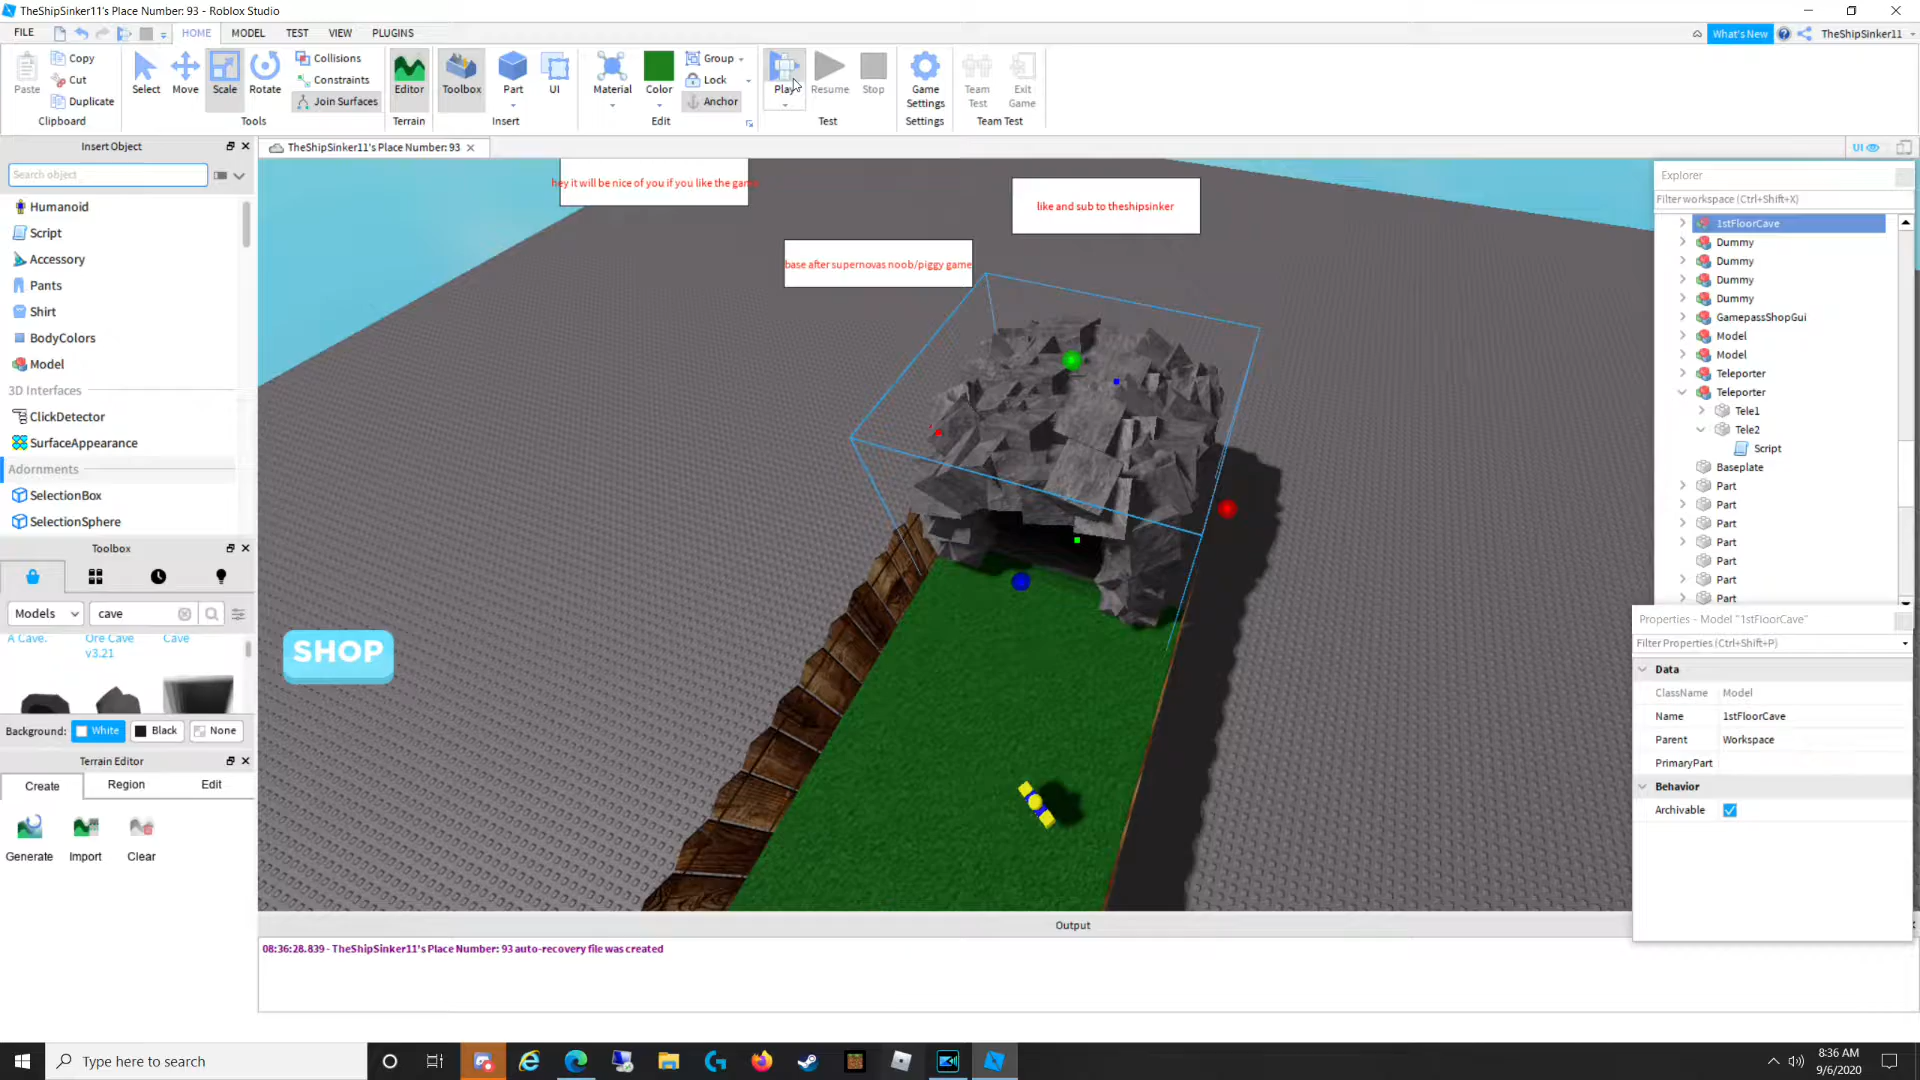 TheShipSinker11's Place Number: 93 - Roblox Studio
FILE HOME MODEL TEST VIEW PLUGINS
What's New TheShipSinker11
Paste Copy Cut Duplicate
Clipboard
Select Move Scale Rotate
Collisions
Constraints
Join Surfaces
Tools
Editor
Terrain
Toolbox Part UI
Insert
Material Color
Group
Lock
Anchor
Edit
Play Resume Stop
Test
Game Settings
Settings
Team Test Exit Game
Team Test
Insert Object
TheShipSinker11's Place Number: 93
UI
Search object
Humanoid
Script
Accessory
Pants
Shirt
BodyColors
Model
3D Interfaces
ClickDetector
SurfaceAppearance
Adornments
SelectionBox
SelectionSphere
Toolbox
Models cave
A Cave. Ore Cave v3.21 Cave
Background: White Black None
Terrain Editor
Create Region Edit
Generate Import Clear
hey it will be nice of you if you like the game
like and sub to theshipsinker
base after supernovas noob/piggy game
SHOP
Output
08:36:28.839 - TheShipSinker11's Place Number: 93 auto-recovery file was created
Explorer
Filter workspace (Ctrl+Shift+X)
1stFloorCave
Dummy
Dummy
Dummy
Dummy
GamepassShopGui
Model
Model
Teleporter
Teleporter
Tele1
Tele2
Script
Baseplate
Part
Part
Part
Part
Part
Part
Part
Properties - Model "1stFloorCave"
Filter Properties (Ctrl+Shift+P)
Data
ClassName Model
Name 1stFloorCave
Parent Workspace
PrimaryPart
Behavior
Archivable
Type here to search
8:36 AM
9/6/2020